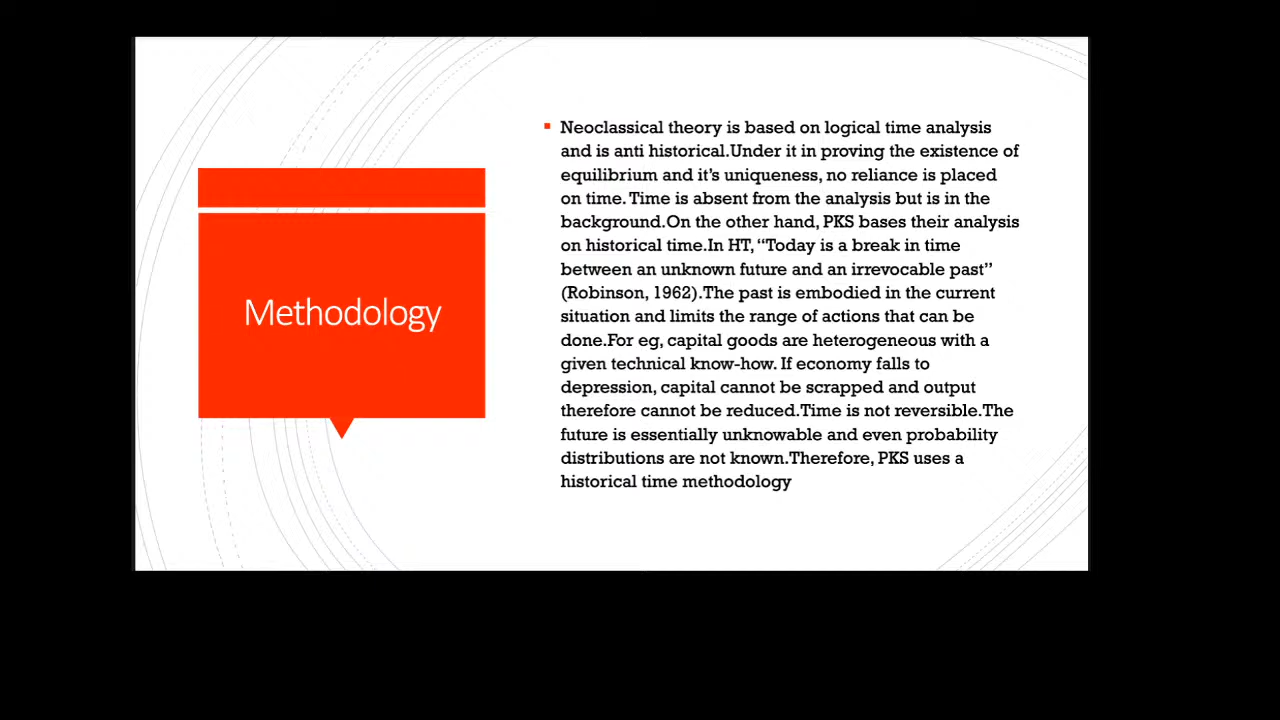 Methodology
Neoclassical theory is based on logical time analysis
and is anti historical.Under it in proving the existence of
equilibrium and it's uniqueness, no reliance is placed
on time. Time is absent from the analysis but is in the
background.On the other hand, PKS bases their analysis
on historical time.In HT, “Today is a break in time
between an unknown future and an irrevocable past”
(Robinson, 1962).The past is embodied in the current
situation and limits the range of actions that can be
done.For eg, capital goods are heterogeneous with a
given technical know-how. If economy falls to
depression, capital cannot be scrapped and output
therefore cannot be reduced.Time is not reversible.The
future is essentially unknowable and even probability
distributions are not known.Therefore, PKS uses a
historical time methodology